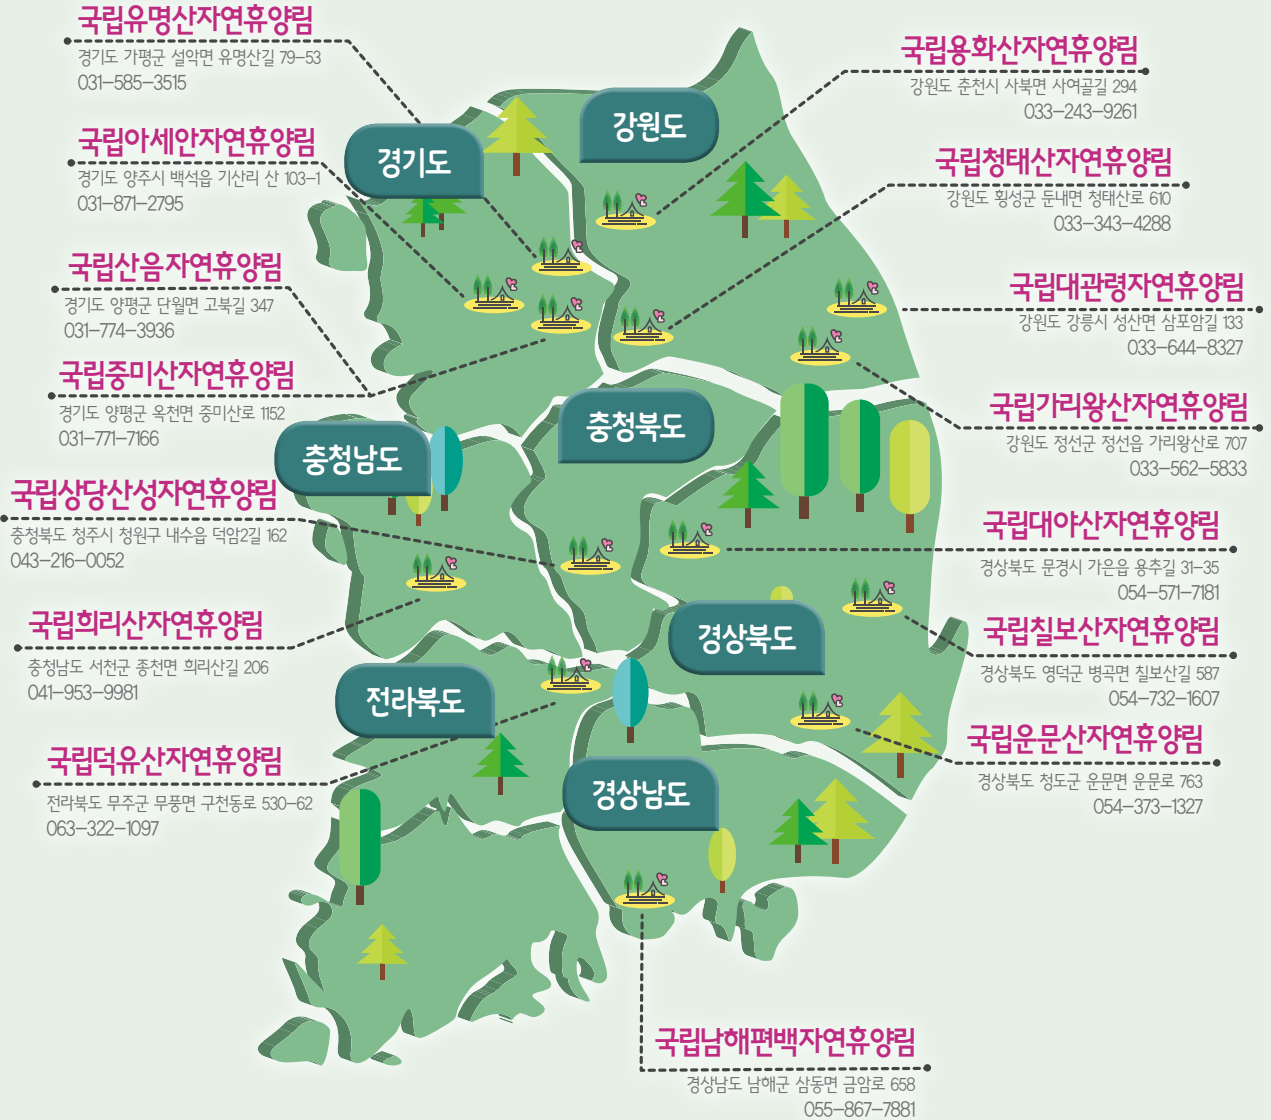 국립유명산자연휴양림
경기도 가평군 설악면 유명산길 79-53
031-585-3515
국립아세안자연휴양림
경기도 양주시 백석읍 기산리 산 103-1
031-871-2795
국립산음자연휴양림
경기도 양평군 단월면 고북길 347
031-774-3936
국립중미산자연휴양림
경기도 양평군 옥천면 중미산로 1152
031-771-7166
국립상당산성자연휴양림
충청북도 청주시 청원구 내수읍 덕암2길 162
043-216-0052
국립희리산자연휴양림
충청남도 서천군 종천면 희리산길 206
041-953-9981
국립덕유산자연휴양림
전라북도 무주군 무풍면 구천동로 530-62
063-322-1097
경기도
강원도
충청북도
충청남도
경상북도
전라북도
경상남도
국립용화산자연휴양림
강원도 춘천시 사북면 사여골길 294
033-243-9261
국립청태산자연휴양림
강원도 횡성군 둔내면 청태산로 610
033-343-4288
국립대관령자연휴양림
강원도 강릉시 성산면 삼포암길 133
033-644-8327
국립가리왕산자연휴양림
강원도 정선군 정선읍 가리왕산로 707
033-562-5833
국립대야산자연휴양림
경상북도 문경시 가은읍 용추길 31-35
054-571-7181
국립칠보산자연휴양림
경상북도 영덕군 병곡면 칠보산길 587
054-732-1607
국립운문산자연휴양림
경상북도 청도군 운문면 운문로 763
054-373-1327
국립남해편백자연휴양림
경상남도 남해군 삼동면 금암로 658
055-867-7881